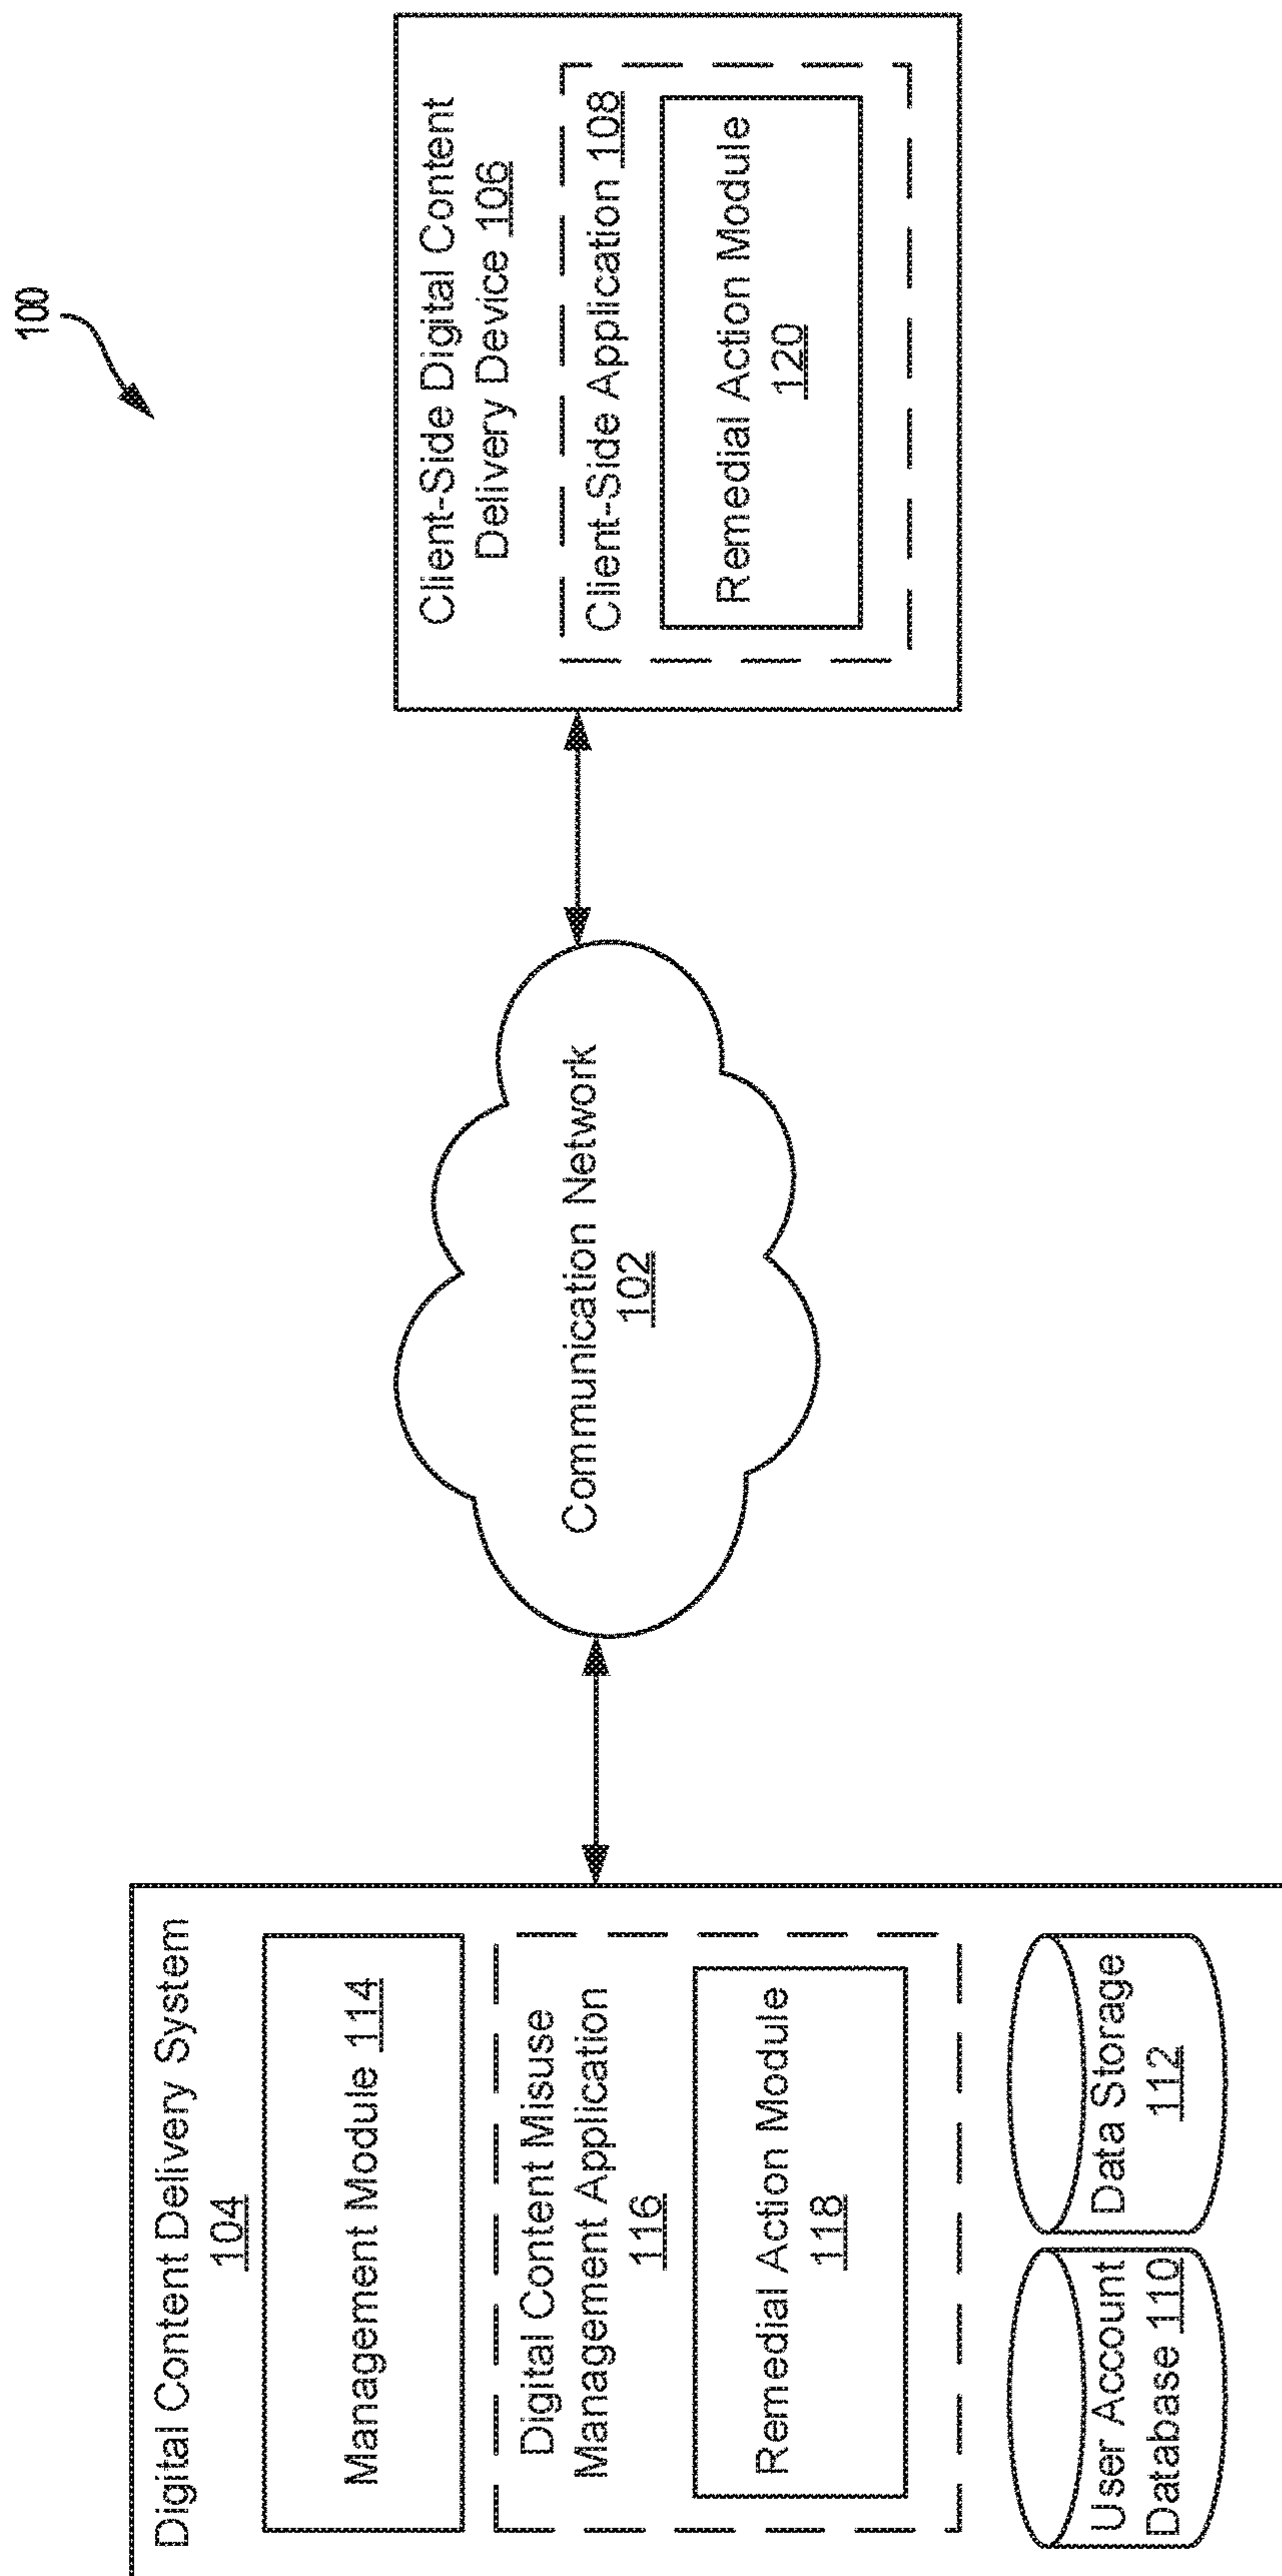 100
Digital Content Delivery System
104
Management Module 114
Digital Content Misuse
Management Application
116
Remedial Action Module
118
User Account
Database 110
Data Storage
112
Communication Network
102
Client-Side Digital Content
Delivery Device 106
Client-Side Application 108
Remedial Action Module
120